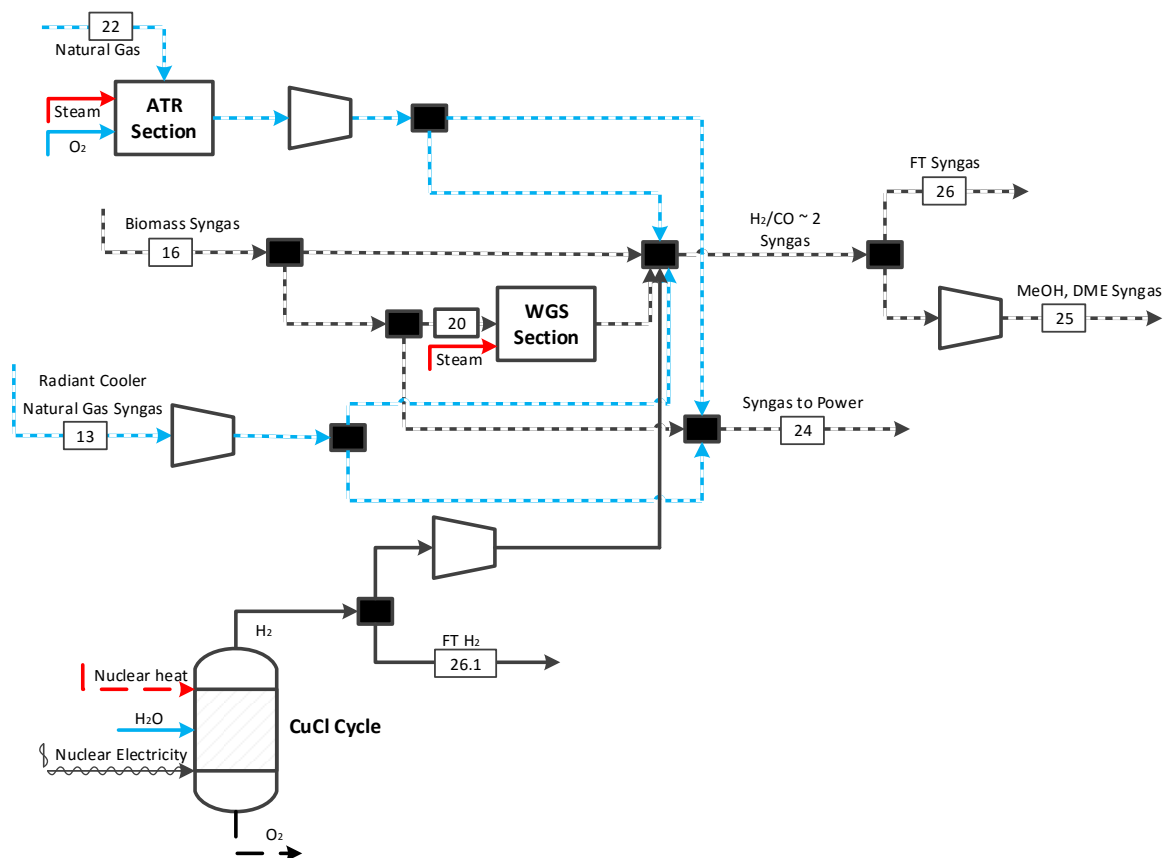 22
Natural Gas
Steam
O₂
ATR
Section
FT Syngas
26
Biomass Syngas
16
H₂/CO ~ 2
Syngas
20
Steam
WGS
Section
MeOH, DME Syngas
25
Radiant Cooler
Natural Gas Syngas
13
Syngas to Power
24
H₂
FT H₂
26.1
Nuclear heat
H₂O
Nuclear Electricity
CuCl Cycle
O₂